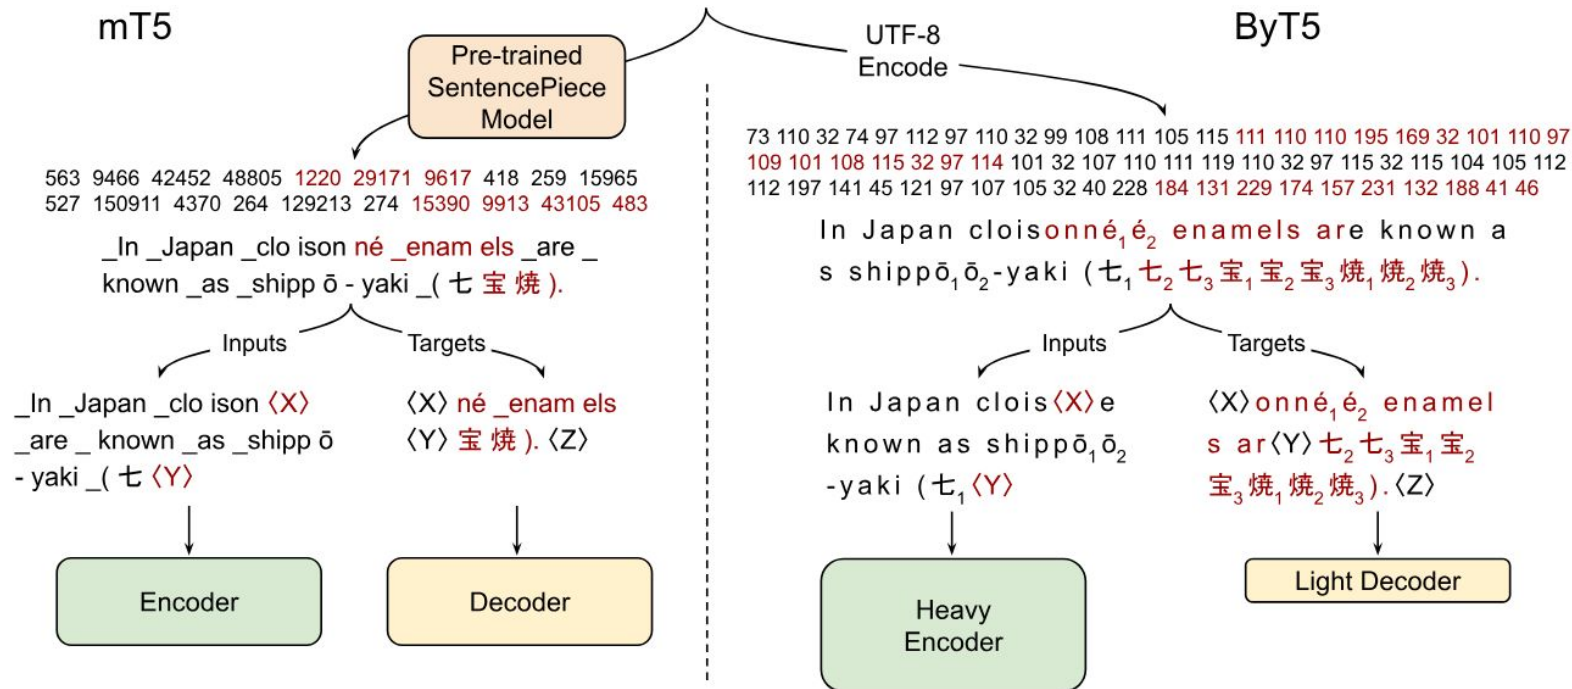 mT5
Pre-trained
SentencePiece
Model
563 9466 42452 48805 1220 29171 9617 418 259 15965
527 150911 4370 264 129213 274 15390 9913 43105 483
_In _Japan _clo ison né _enam els _are _
known _as _shipp ō - yaki _( 七 宝 焼 ).
Inputs
Targets
_In _Japan _clo ison 〈X〉
_are _ known _as _shipp ō
- yaki _( 七 〈Y〉
〈X〉 né _enam els
〈Y〉 宝 焼 ). 〈Z〉
Encoder
Decoder
UTF-8
Encode
ByT5
73 110 32 74 97 112 97 110 32 99 108 111 105 115 111 110 110 195 169 32 101 110 97
109 101 108 115 32 97 114 101 32 107 110 111 119 110 32 97 115 32 115 104 105 112
112 197 141 45 121 97 107 105 32 40 228 184 131 229 174 157 231 132 188 41 46
In Japan cloisonné₁é₂ enamels are known a
s shippō₁ō₂-yaki (七₁七₂七₃宝₁宝₂宝₃焼₁焼₂焼₃).
Inputs
Targets
In Japan clois〈X〉e
known as shippō₁ō₂
-yaki (七₁〈Y〉
〈X〉onné₁é₂ enamel
s ar〈Y〉七₂七₃宝₁宝₂
宝₃焼₁焼₂焼₃).〈Z〉
Heavy
Encoder
Light Decoder